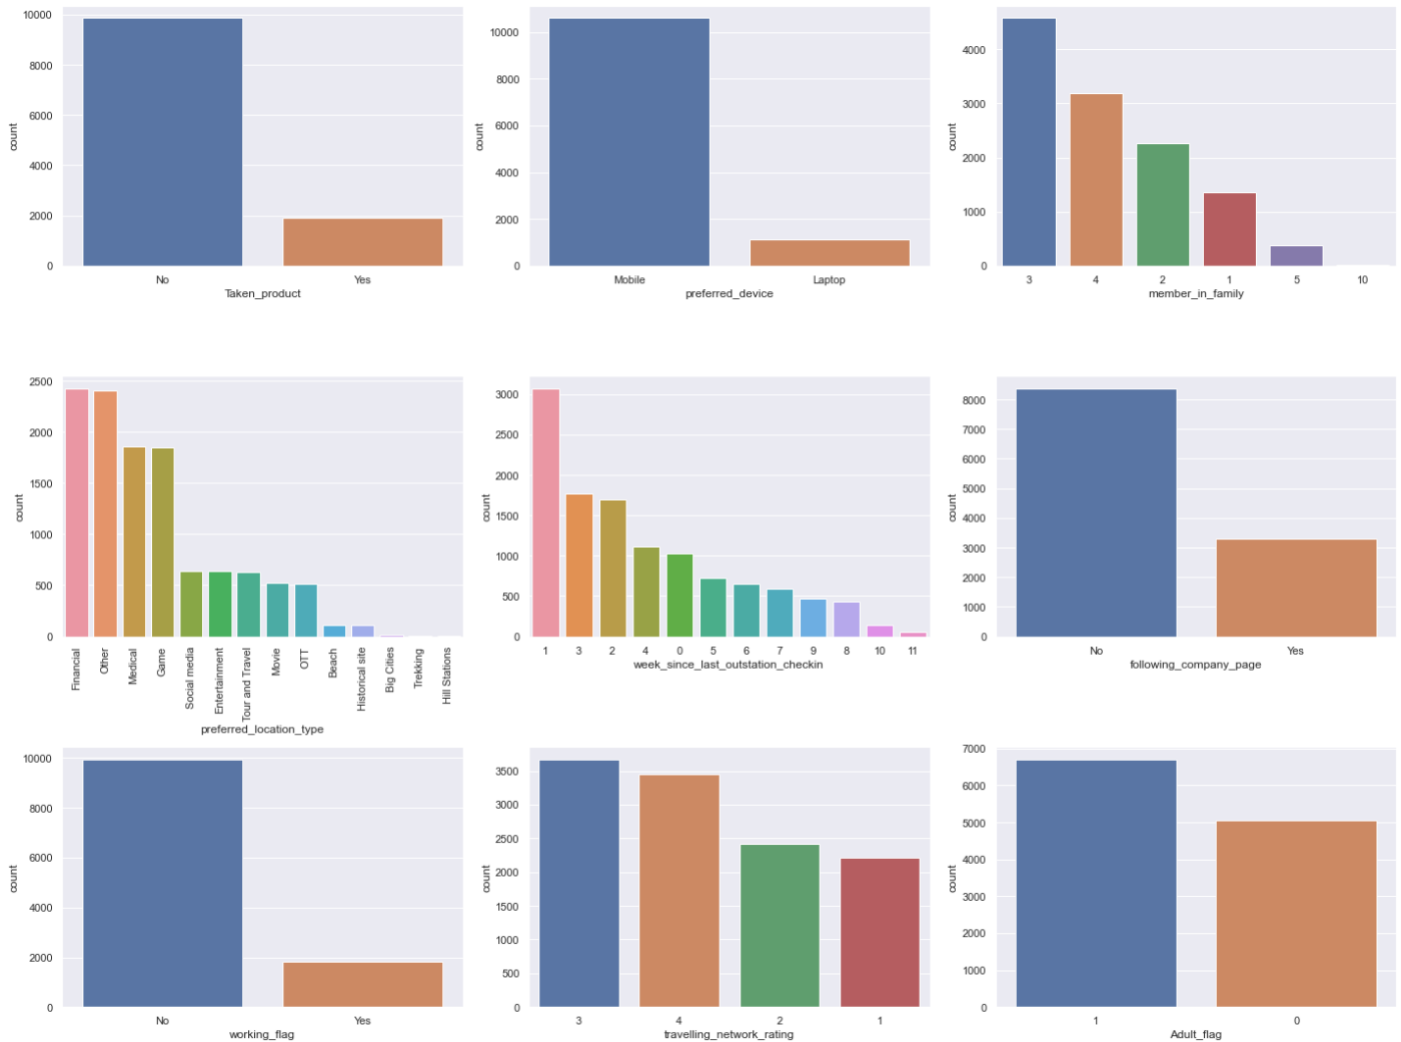 10000
8000
6000
4000
2000
0
count
No Yes
Taken_product
10000
8000
6000
4000
2000
0
count
Mobile Laptop
preferred_device
4000
3000
2000
1000
0
count
3 4 2 1 5 10
member_in_family
2500
2000
1500
1000
500
0
count
Financial
Other
Medical
Game
Social media
Entertainment
Tour and Travel
Movie
OTT
Beach
Historical site
Big Cities
Trekking
Hill Stations
preferred_location_type
3000
2500
2000
1500
1000
500
0
count
1 3 2 4 0 5 6 7 9 8 10 11
week_since_last_outstation_checkin
8000
7000
6000
5000
4000
3000
2000
1000
0
count
No Yes
following_company_page
10000
8000
6000
4000
2000
0
count
No Yes
working_flag
3500
3000
2500
2000
1500
1000
500
0
count
3 4 2 1
travelling_network_rating
7000
6000
5000
4000
3000
2000
1000
0
count
1 0
Adult_flag